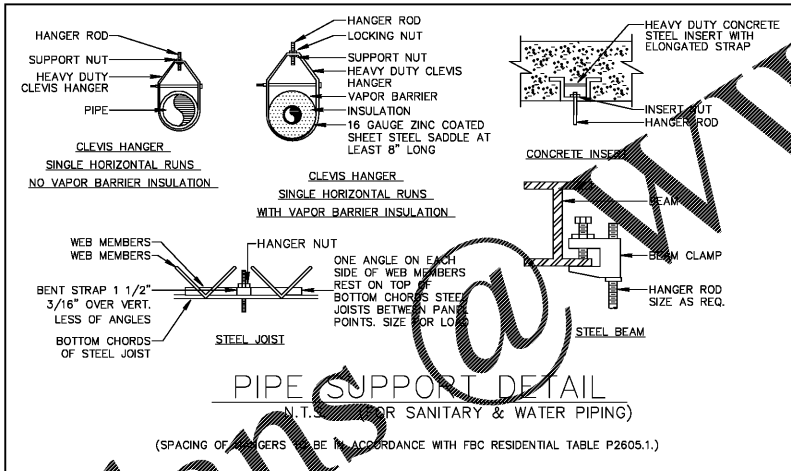 HANGER ROD
SUPPORT NUT
HEAVY DUTY
CLEVIS HANGER
PIPE
CLEVIS HANGER
SINGLE HORIZONTAL RUNS
NO VAPOR BARRIER INSULATION
HANGER ROD
LOCKING NUT
SUPPORT NUT
HEAVY DUTY CLEVIS
HANGER
VAPOR BARRIER
INSULATION
16 GAUGE ZINC COATED
SHEET STEEL SADDLE AT
LEAST 8" LONG
CLEVIS HANGER
SINGLE HORIZONTAL RUNS
WITH VAPOR BARRIER INSULATION
HEAVY DUTY CONCRETE
STEEL INSERT WITH
ELONGATED STRAP
INSERT NUT
HANGER ROD
CONCRETE INSERT
WEB MEMBERS
WEB MEMBERS
BENT STRAP 1 1/2"
3/16" OVER VERT.
LESS OF ANGLES
BOTTOM CHORDS
OF STEEL JOIST
HANGER NUT
ONE ANGLE ON EACH
SIDE OF WEB MEMBERS
REST ON TOP OF
BOTTOM CHORDS STEEL
JOISTS BETWEEN PANEL
POINTS. SIZE FOR LOAD
STEEL JOIST
BEAM
BEAM CLAMP
HANGER ROD
SIZE AS REQ.
STEEL BEAM
PIPE SUPPORT DETAIL
N.T.S. (FOR SANITARY & WATER PIPING)
(SPACING OF HANGERS TO BE IN ACCORDANCE WITH FBC RESIDENTIAL TABLE P2605.1.)
ans @ w